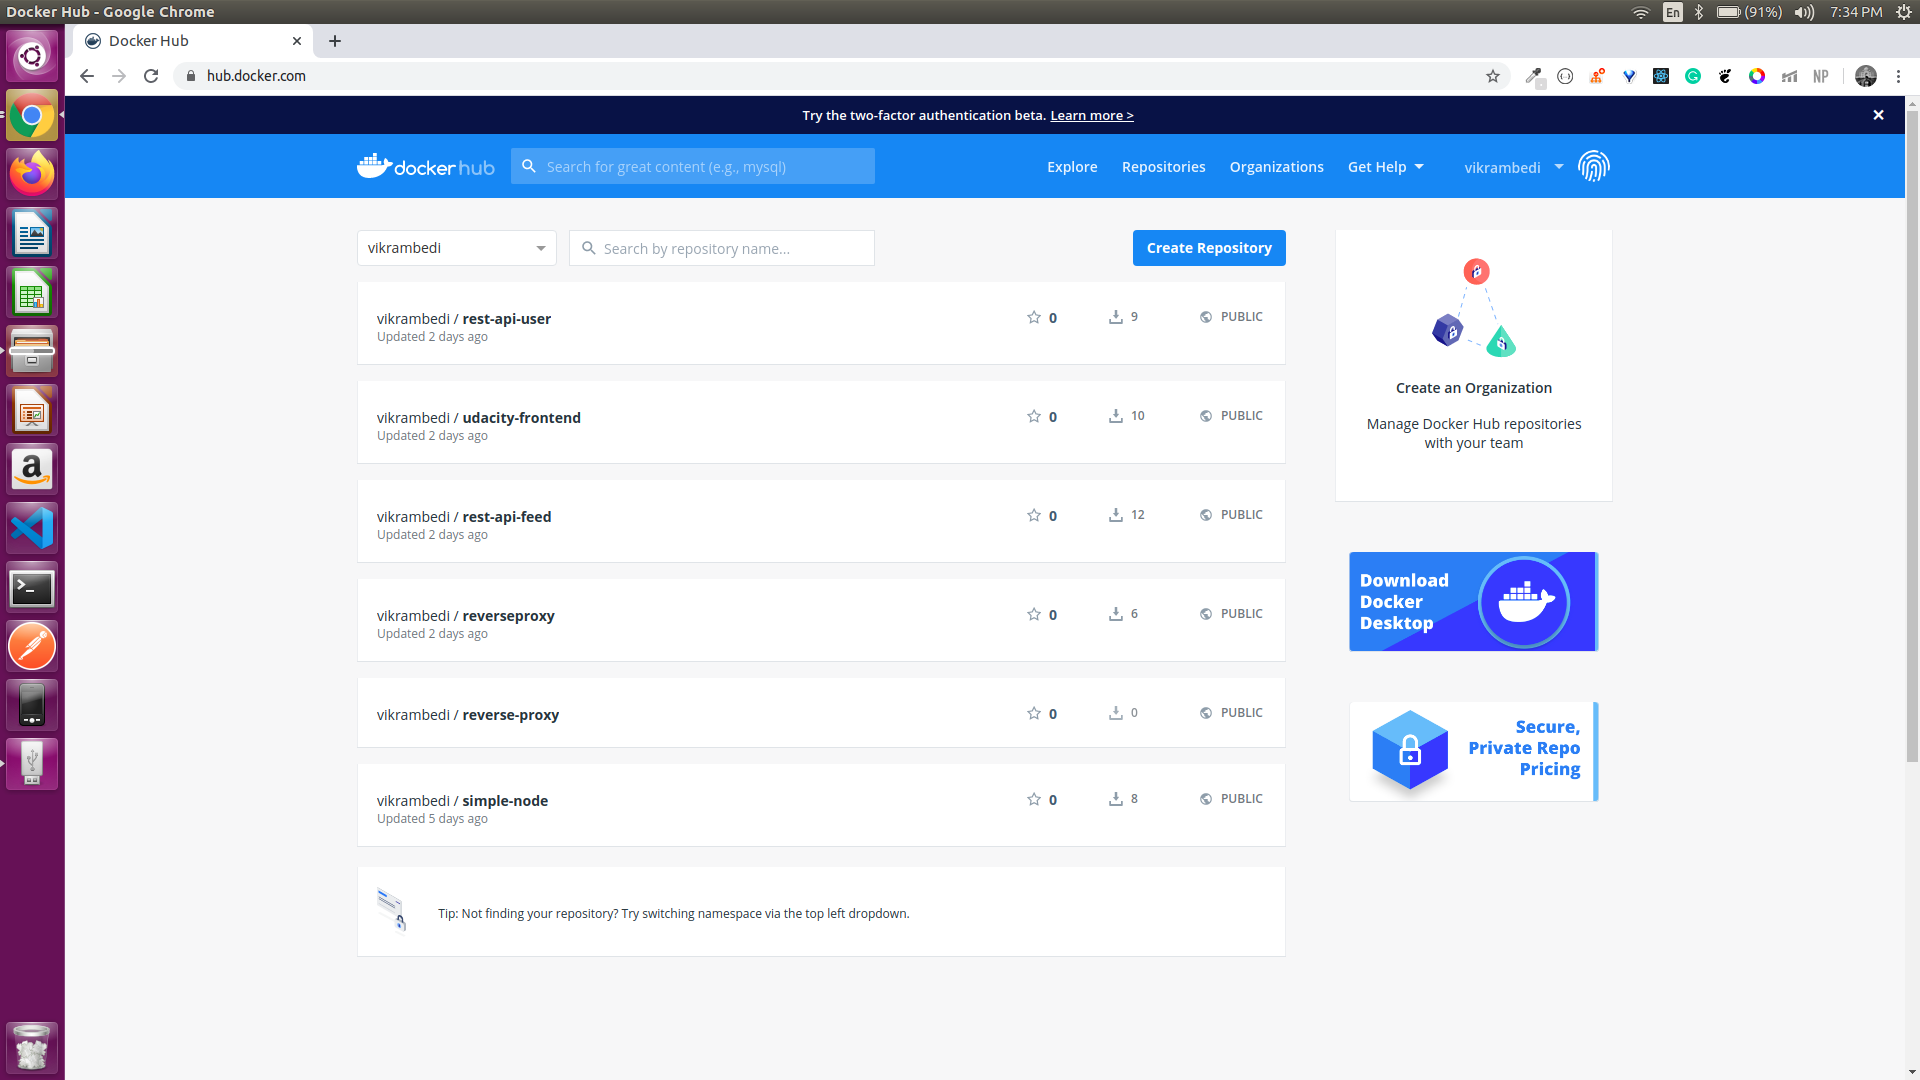 Docker Hub - Google Chrome
En
(91%)
7:34 PM
Docker Hub
hub.docker.com
NP
Try the two-factor authentication beta. Learn more >
docker hub
Search for great content (e.g., mysql)
Explore
Repositories
Organizations
Get Help
vikrambedi
vikrambedi
Search by repository name...
Create Repository
vikrambedi / rest-api-user
0
9
PUBLIC
Updated 2 days ago
vikrambedi / udacity-frontend
0
10
PUBLIC
Updated 2 days ago
vikrambedi / rest-api-feed
0
12
PUBLIC
Updated 2 days ago
vikrambedi / reverseproxy
0
6
PUBLIC
Updated 2 days ago
vikrambedi / reverse-proxy
0
0
PUBLIC
vikrambedi / simple-node
0
8
PUBLIC
Updated 5 days ago
Tip: Not finding your repository? Try switching namespace via the top left dropdown.
Create an Organization
Manage Docker Hub repositories
with your team
Download
Docker
Desktop
Secure,
Private Repo
Pricing